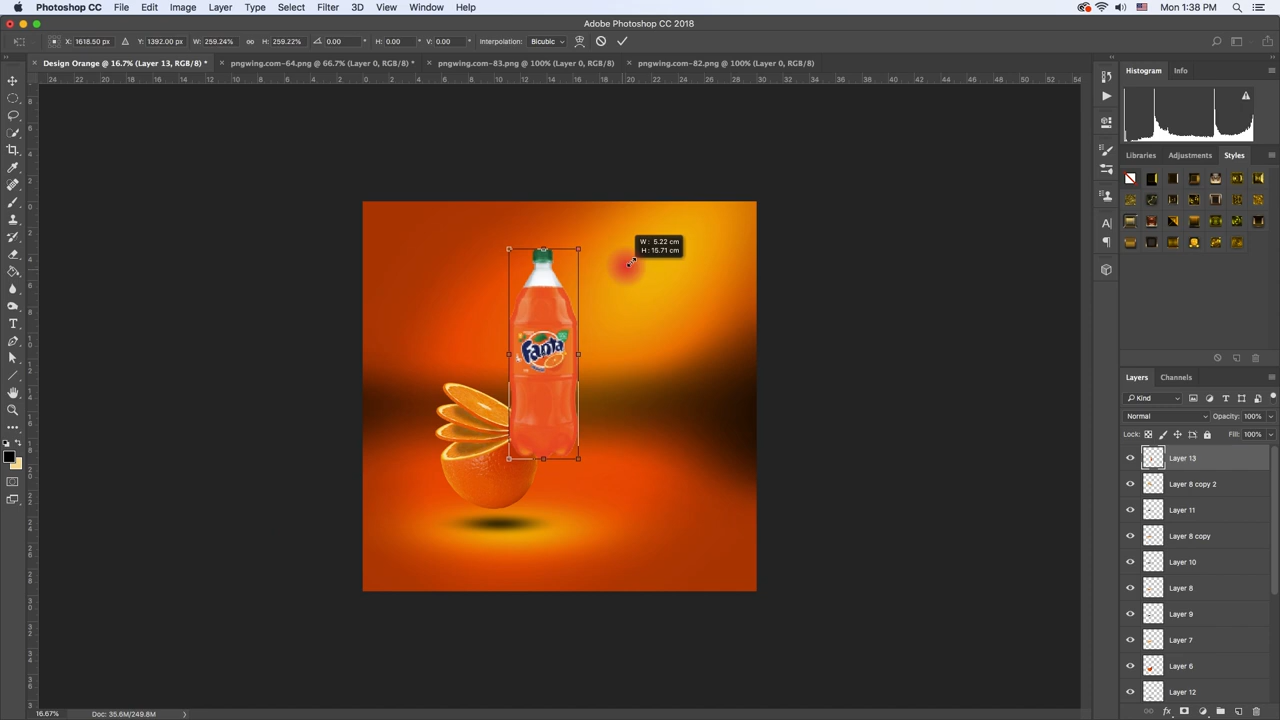 Photoshop CC File Edit Image Layer Type Select Filter 3D View Window Help Mon 1:38 PM
Adobe Photoshop CC 2018
X: 1618.50 px Y: 1392.00 px W: 259.24% H: 259.22% 0.00 H: 0.00 V: 0.00 Interpolation: Bicubic
Design Orange @ 16.7% (Layer 13, RGB/8) * pngwing.com-64.png @ 66.7% (Layer 0, RGB/8) * pngwing.com-83.png @ 100% (Layer 0, RGB/8) pngwing.com-82.png @ 100% (Layer 0, RGB/8)
Histogram Info
Libraries Adjustments Styles
W: 5.22 cm
H: 15.71 cm
Fanta
Layers Channels
Kind
Normal Opacity: 100%
Lock: Fill: 100%
Layer 13
Layer 8 copy 2
Layer 11
Layer 8 copy
Layer 10
Layer 8
Layer 9
Layer 7
Layer 6
Layer 12
16.67% Doc: 35.6M/249.8M